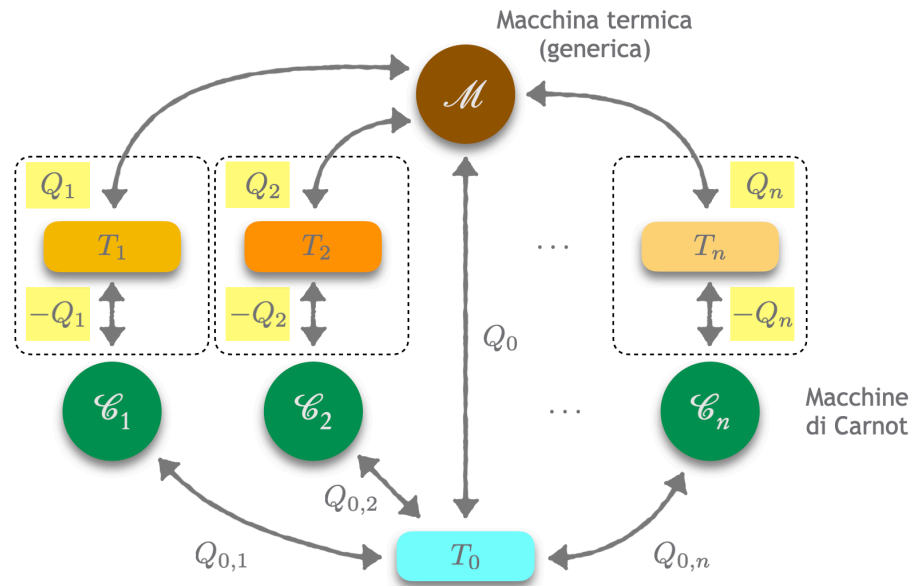 Macchina termica
(generica)
ℳ
Q₁
Q₂
Qₙ
T₁
T₂
...
Tₙ
−Q₁
−Q₂
Q₀
−Qₙ
𝒞₁
𝒞₂
...
𝒞ₙ
Macchine
di Carnot
Q₀,₂
Q₀,₁
T₀
Q₀,ₙ